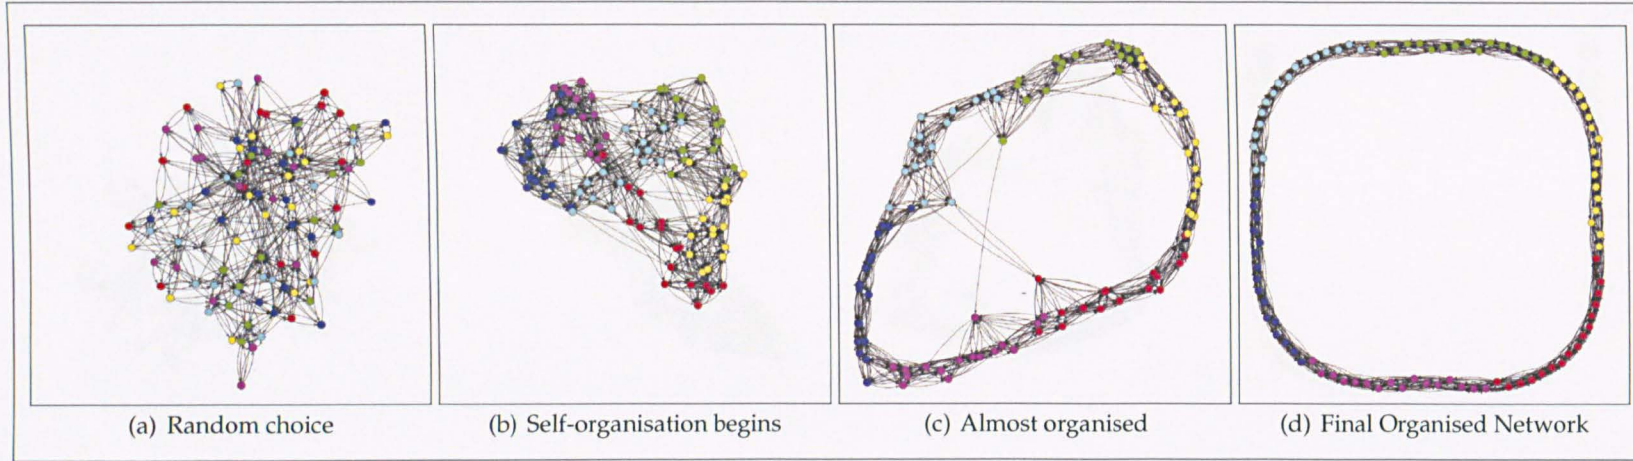 (a) Random choice
(b) Self-organisation begins
(c) Almost organised
(d) Final Organised Network